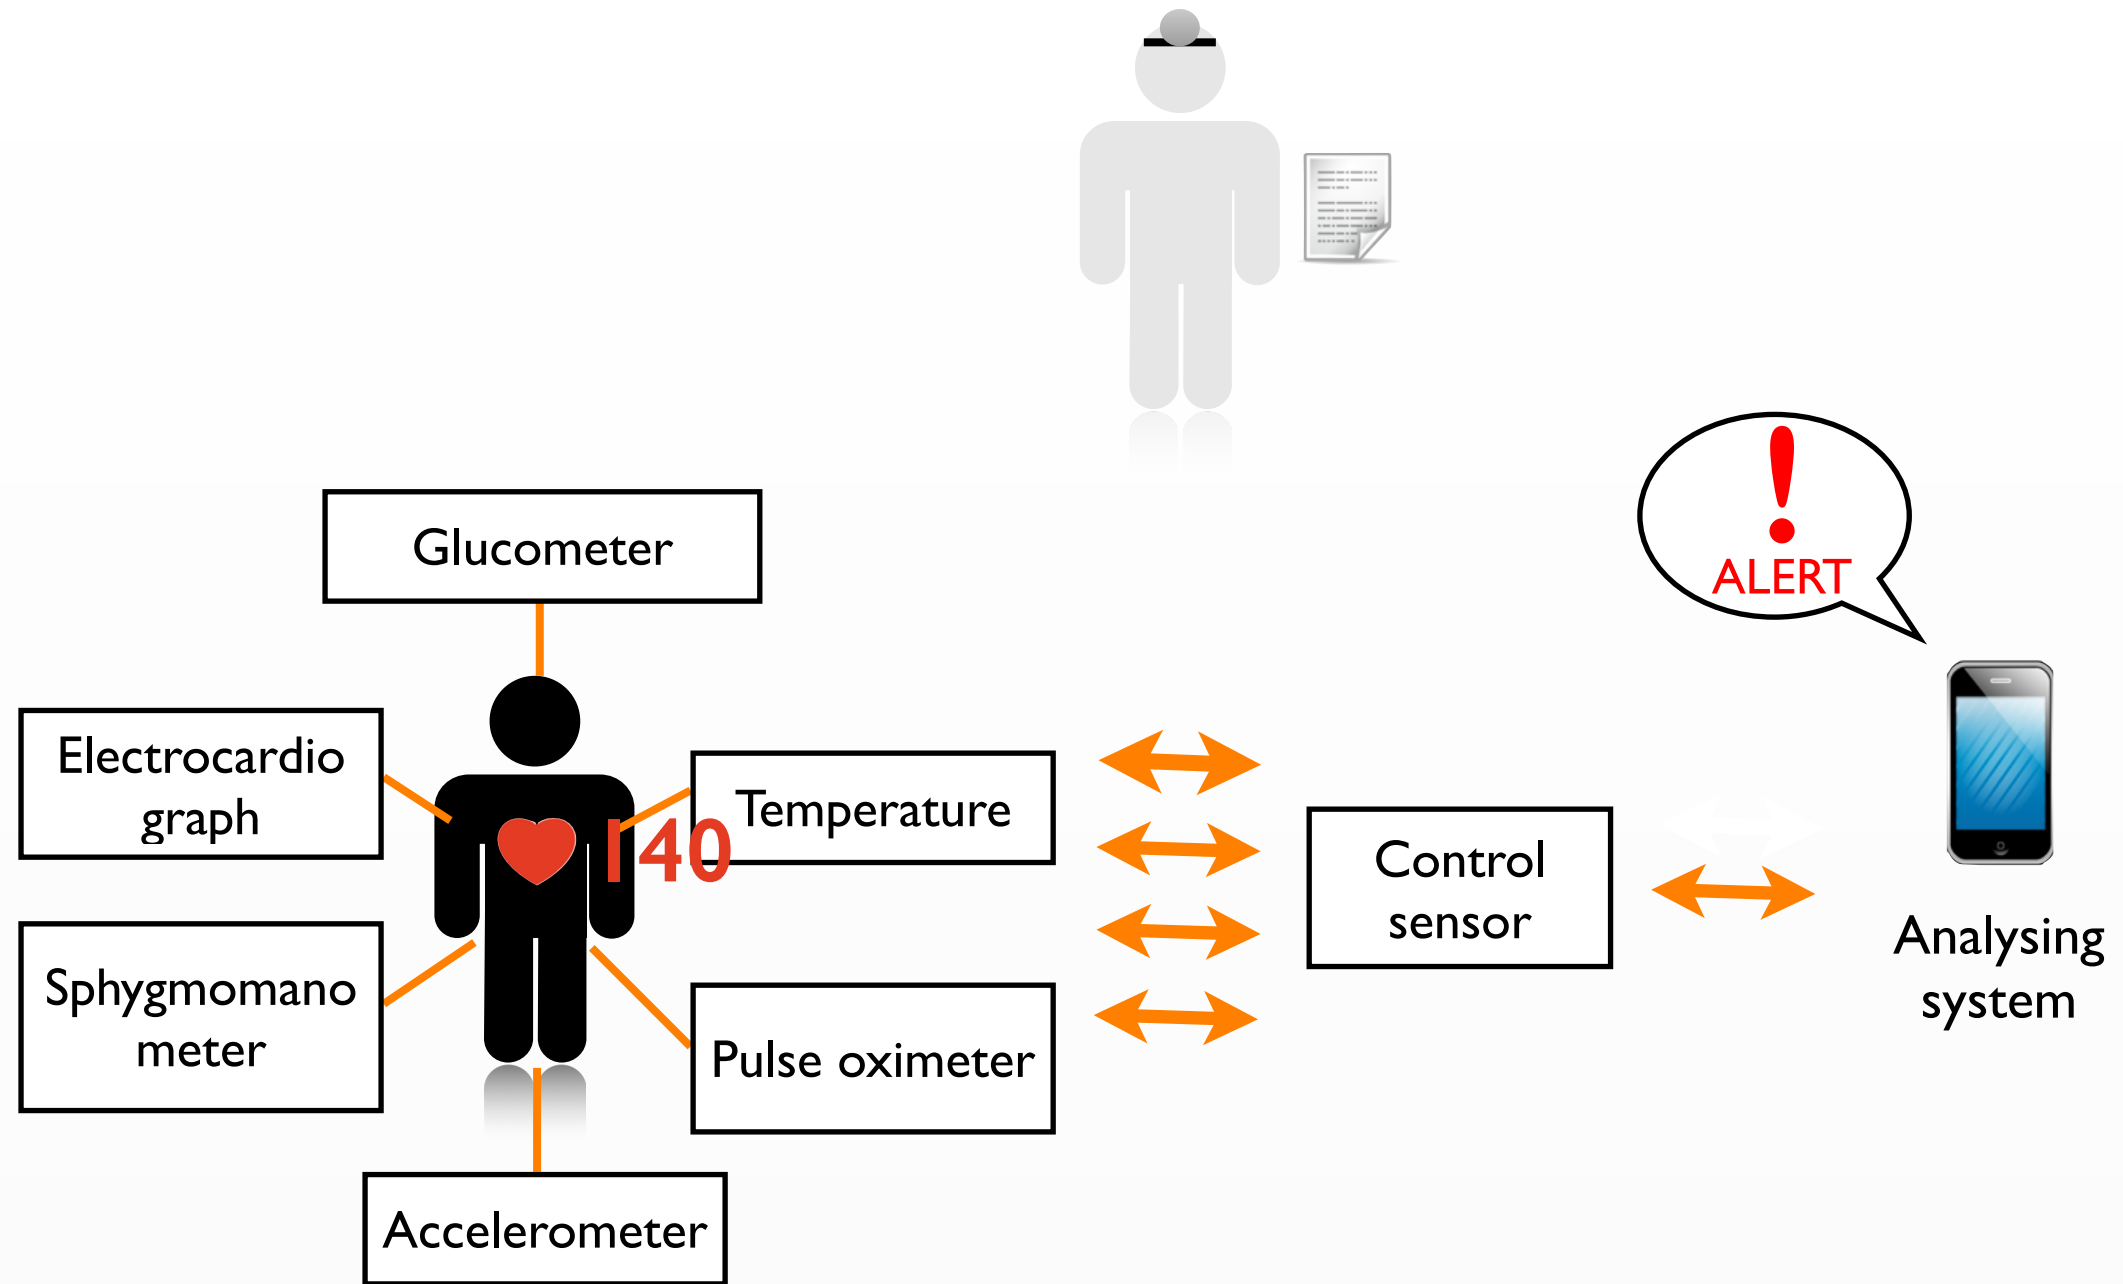 ALERT
Glucometer
Electrocardio
graph
Temperature
140
Control
sensor
Analysing
system
Sphygmomano
meter
Pulse oximeter
Accelerometer